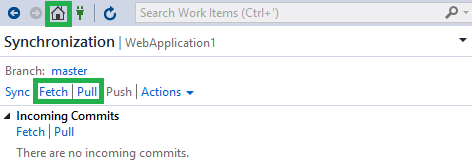 Search Work Items (Ctrl+')
Synchronization | WebApplication1
Branch: master
Sync Fetch | Pull Push | Actions
Incoming Commits
Fetch | Pull
There are no incoming commits.